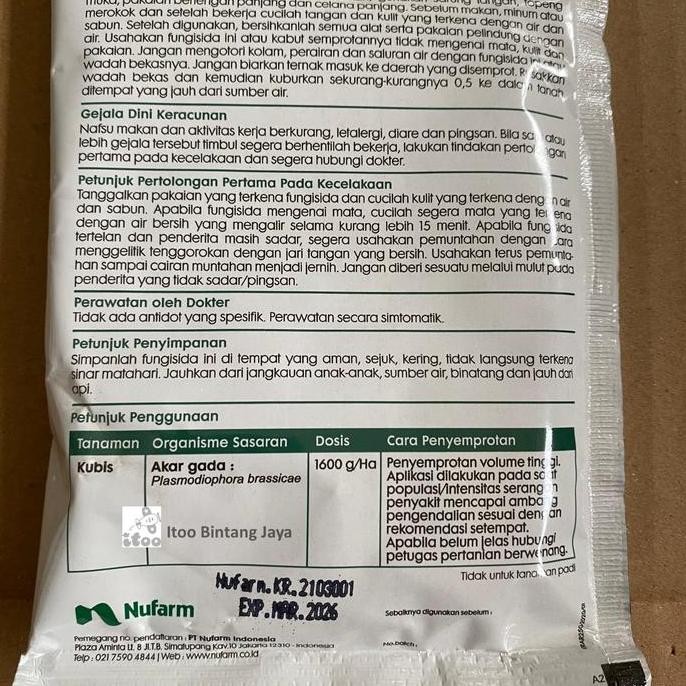 muka, pakaian berlengan panjang dan celana panjang. Sebelum makan, minum atau
merokok dan setelah bekerja cucilah tangan dan kulit yang terkena dengan air dan
sabun. Setelah digunakan, bersihkanlah semua alat serta pakaian pelindung dengan
air. Usahakan fungisida ini atau kabut semprotannya tidak mengenai mata, kulit dan
pakaian. Jangan mengotori kolam, perairan dan saluran air dengan fungisida ini atau
wadah bekasnya. Jangan biarkan ternak masuk ke daerah yang disemprot. Rusakkan
wadah bekas dan kemudian kuburkan sekurang-kurangnya 0,5 ke dalam tanah
ditempat yang jauh dari sumber air.
Gejala Dini Keracunan
Nafsu makan dan aktivitas kerja berkurang, letalergi, diare dan pingsan. Bila satu atau
lebih gejala tersebut timbul segera berhentilah bekerja, lakukan tindakan pertolongan
pertama pada kecelakaan dan segera hubungi dokter.
Petunjuk Pertolongan Pertama Pada Kecelakaan
Tanggalkan pakaian yang terkena fungisida dan cucilah kulit yang terkena dengan air
dan sabun. Apabila fungisida mengenai mata, cucilah segera mata yang terkena
dengan air bersih yang mengalir selama kurang lebih 15 menit. Apabila fungisida
tertelan dan penderita masih sadar, segera usahakan pemuntahan dengan cara
menggelitik tenggorokan dengan jari tangan yang bersih. Usahakan terus pemunta-
han sampai cairan muntahan menjadi jernih. Jangan diberi sesuatu melalui mulut pada
penderita yang tidak sadar/pingsan.
Perawatan oleh Dokter
Tidak ada antidot yang spesifik. Perawatan secara simtomatik.
Petunjuk Penyimpanan
Simpanlah fungisida ini di tempat yang aman, sejuk, kering, tidak langsung terkena
sinar matahari. Jauhkan dari jangkauan anak-anak, sumber air, binatang dan jauh dari
api.
Petunjuk Penggunaan
Tanaman Organisme Sasaran Dosis Cara Penyemprotan
Kubis Akar gada : 1600 g/Ha Penyemprotan volume tinggi.
Plasmodiophora brassicae Aplikasi dilakukan pada saat
populasi/intensitas serangan
penyakit mencapai ambang
pengendalian sesuai dengan
rekomendasi setempat.
Apabila belum jelas hubungi
petugas pertanian berwenang.
itoo Itoo Bintang Jaya
Tidak untuk tanaman padi
Nufarm.KR.2103001
EXP.MAR.2026
Nufarm
Sebaiknya digunakan sebelum :
Pemegang no. pendaftaran : PT Nufarm Indonesia
Plaza Aminta Lt. 8 Jl.T.B. Simatupang Kav.10 Jakarta 12310 - Indonesia
No.batch :
Telp : 021 7590 4844 | Web : www.nufarm.co.id